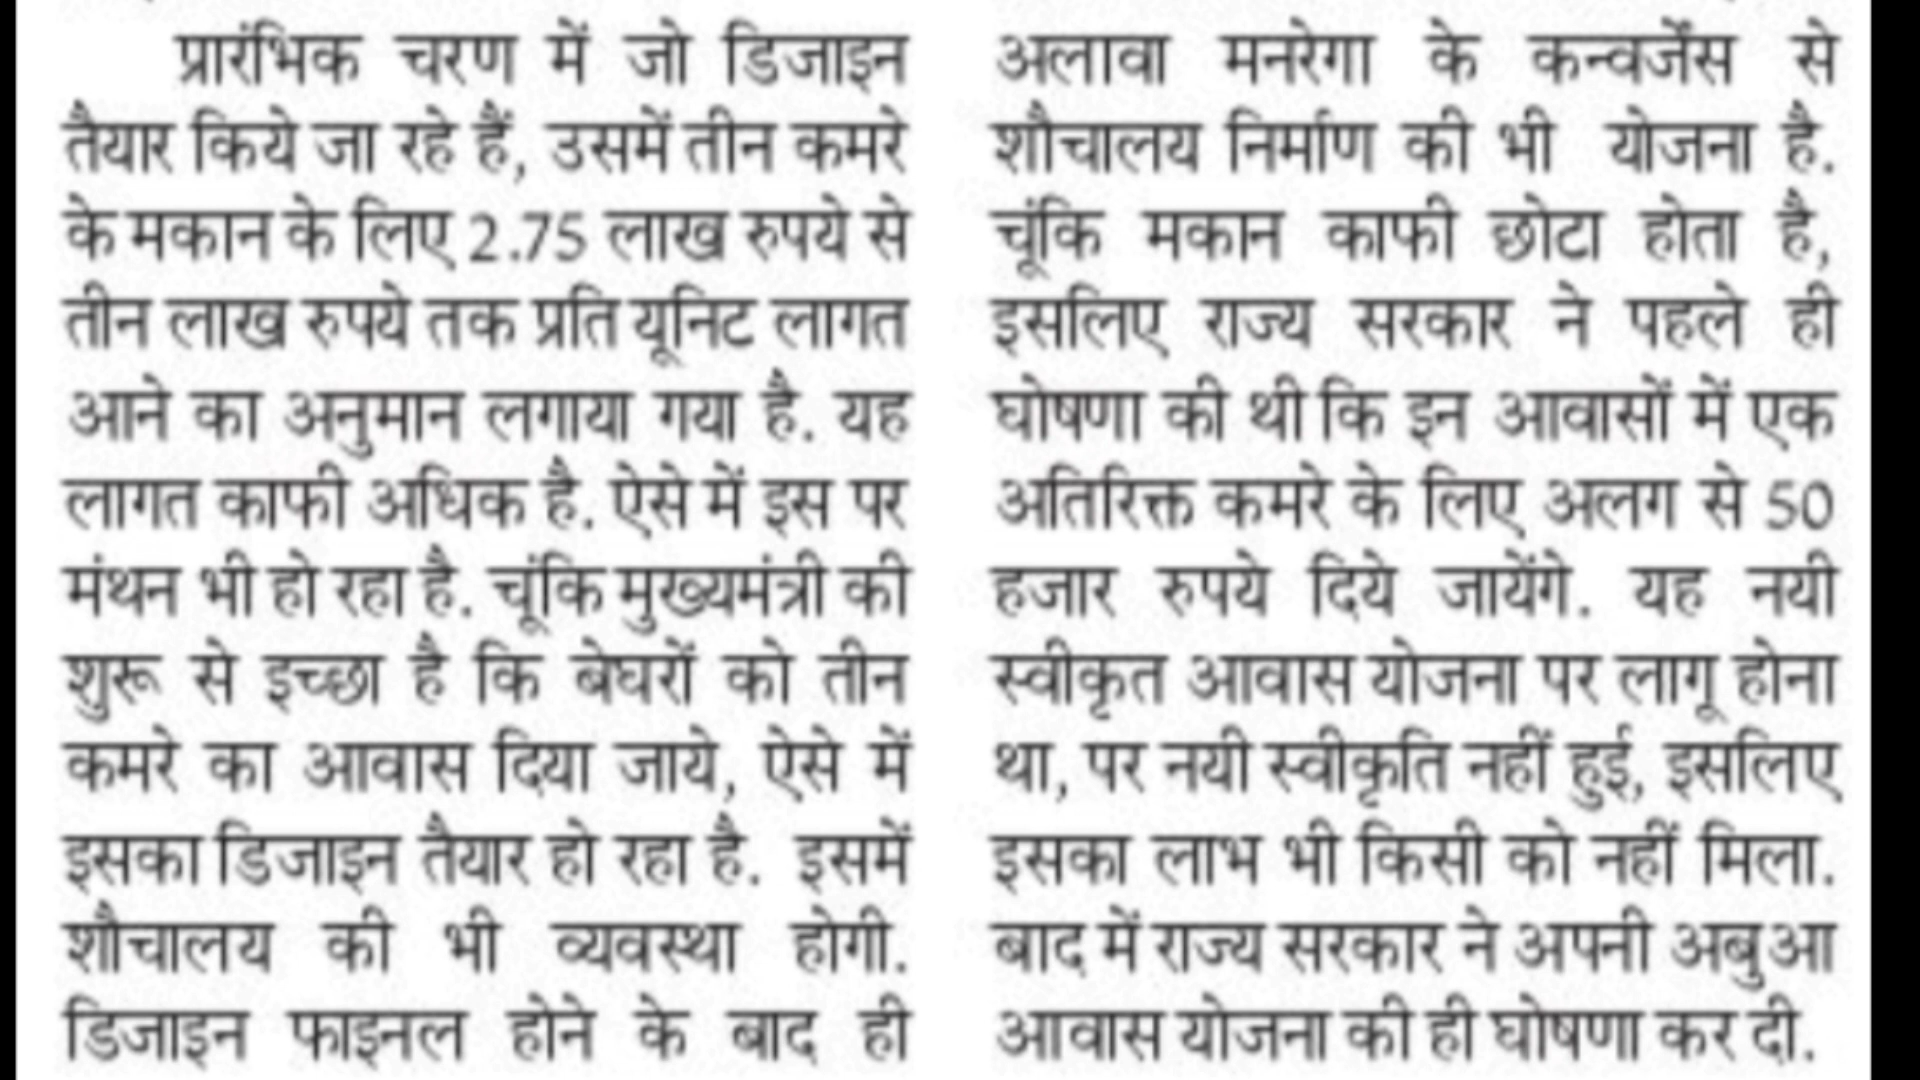 प्रारंभिक चरण में जो डिजाइन
तैयार किये जा रहे हैं, उसमें तीन कमरे
के मकान के लिए 2.75 लाख रुपये से
तीन लाख रुपये तक प्रति यूनिट लागत
आने का अनुमान लगाया गया है. यह
लागत काफी अधिक है. ऐसे में इस पर
मंथन भी हो रहा है. चूंकि मुख्यमंत्री की
शुरू से इच्छा है कि बेघरों को तीन
कमरे का आवास दिया जाये, ऐसे में
इसका डिजाइन तैयार हो रहा है. इसमें
शौचालय की भी व्यवस्था होगी.
डिजाइन फाइनल होने के बाद ही
अलावा मनरेगा के कन्वर्जेंस से
शौचालय निर्माण की भी योजना है.
चूंकि मकान काफी छोटा होता है,
इसलिए राज्य सरकार ने पहले ही
घोषणा की थी कि इन आवासों में एक
अतिरिक्त कमरे के लिए अलग से 50
हजार रुपये दिये जायेंगे. यह नयी
स्वीकृत आवास योजना पर लागू होना
था, पर नयी स्वीकृति नहीं हुई, इसलिए
इसका लाभ भी किसी को नहीं मिला.
बाद में राज्य सरकार ने अपनी अबुआ
आवास योजना की ही घोषणा कर दी.